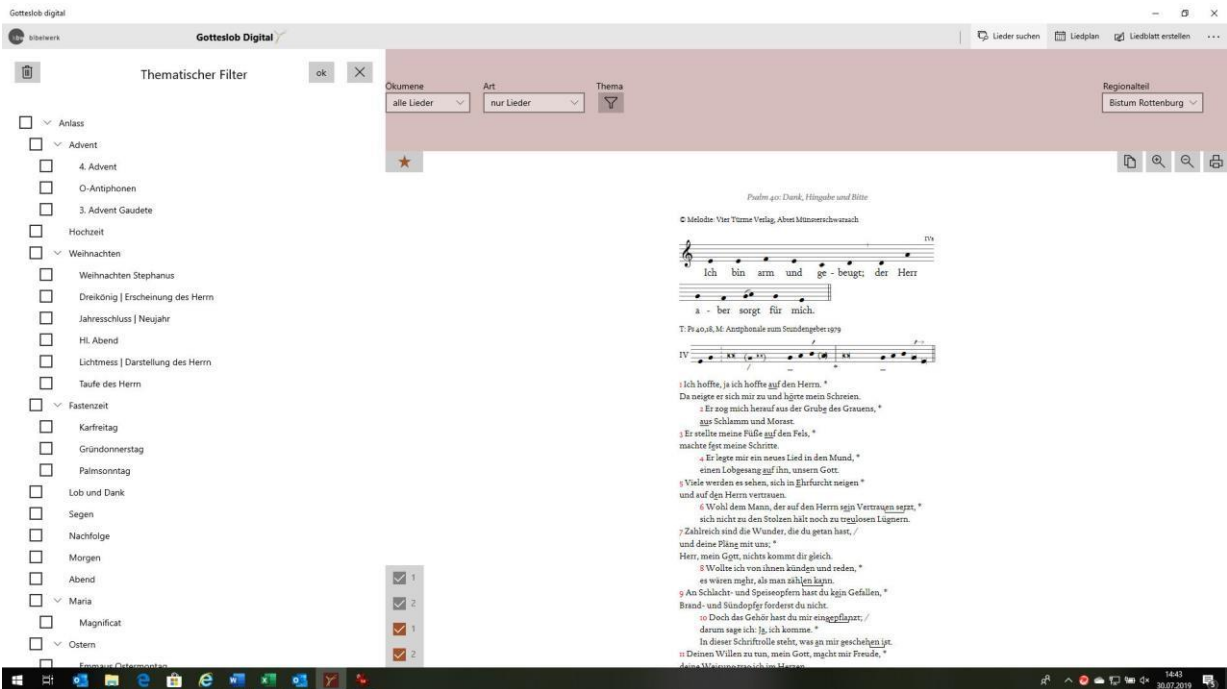 Gotteslob digital
bibelwerk
Gotteslob Digital
Lieder suchen
Liedplan
Liedblatt erstellen
Thematischer Filter
ok
Anlass
Advent
4. Advent
O-Antiphonen
3. Advent Gaudete
Hochzeit
Weihnachten
Weihnachten Stephanus
Dreikönig | Erscheinung des Herrn
Jahresschluss | Neujahr
Hl. Abend
Lichtmess | Darstellung des Herrn
Taufe des Herrn
Fastenzeit
Karfreitag
Gründonnerstag
Palmsonntag
Lob und Dank
Segen
Nachfolge
Morgen
Abend
Maria
Magnificat
Ostern
Emmaus Ostermontag
Ökumene
alle Lieder
Art
nur Lieder
Thema
Regionalteil
Bistum Rottenburg
Psalm 40: Dank, Hingabe und Bitte
© Melodie: Vier Türme Verlag, Abtei Münsterschwarzach
IVa
Ich bin arm und ge - beugt; der Herr
a - ber sorgt für mich.
T: Ps 40,18, M: Antiphonale zum Stundengebet 1979
IV
1 Ich hoffte, ja ich hoffte auf den Herrn. *
Da neigte er sich mir zu und hörte mein Schreien.
2 Er zog mich herauf aus der Grube des Grauens, *
aus Schlamm und Morast.
3 Er stellte meine Füße auf den Fels, *
machte fest meine Schritte.
4 Er legte mir ein neues Lied in den Mund, *
einen Lobgesang auf ihn, unsern Gott.
5 Viele werden es sehen, sich in Ehrfurcht neigen *
und auf den Herrn vertrauen.
6 Wohl dem Mann, der auf den Herrn sein Vertrauen setzt, *
sich nicht zu den Stolzen hält noch zu treulosen Lügnern.
7 Zahlreich sind die Wunder, die du getan hast, /
und deine Pläne mit uns; *
Herr, mein Gott, nichts kommt dir gleich.
8 Wollte ich von ihnen künden und reden, *
es wären mehr, als man zählen kann.
9 An Schlacht- und Speiseopfern hast du kein Gefallen, *
Brand- und Sündopfer forderst du nicht.
10 Doch das Gehör hast du mir eingepflanzt; /
darum sage ich: Ja, ich komme. *
In dieser Schriftrolle steht, was an mir geschehen ist.
11 Deinen Willen zu tun, mein Gott, macht mir Freude, *
deine Weisung trag ich im Herzen
1
2
1
2
14:43
30.07.2019